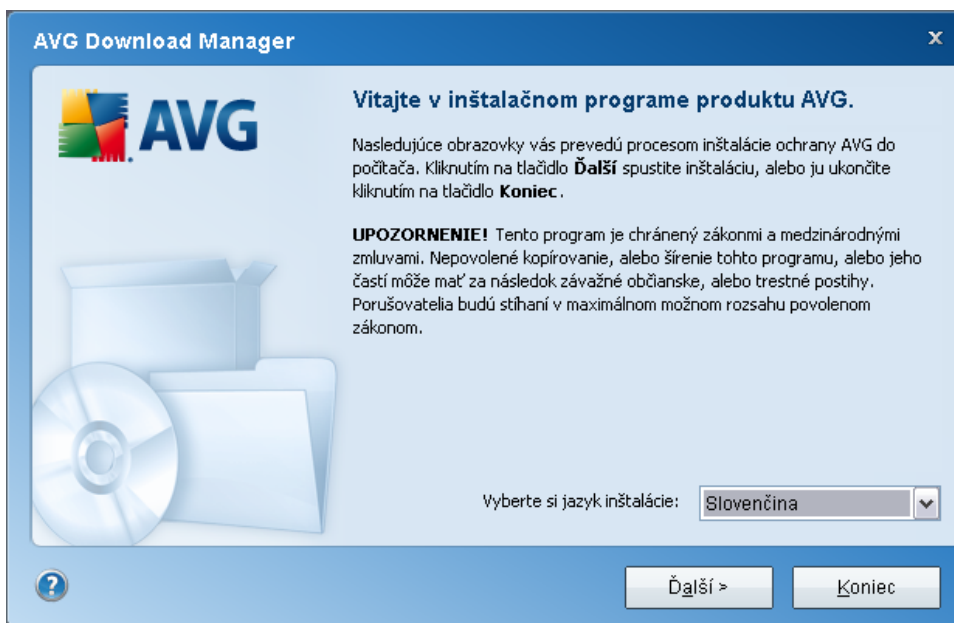 AVG Download Manager
x
AVG
Vitajte v inštalačnom programe produktu AVG.
Nasledujúce obrazovky vás prevedú procesom inštalácie ochrany AVG do
počítača. Kliknutím na tlačidlo Ďalší spustite inštaláciu, alebo ju ukončite
kliknutím na tlačidlo Koniec.
UPOZORNENIE! Tento program je chránený zákonmi a medzinárodnými
zmluvami. Nepovolené kopírovanie, alebo šírenie tohto programu, alebo jeho
častí môže mať za následok závažné občianske, alebo trestné postihy.
Porušovatelia budú stíhaní v maximálnom možnom rozsahu povolenom
zákonom.
Vyberte si jazyk inštalácie: Slovenčina
? Ďalší > Koniec